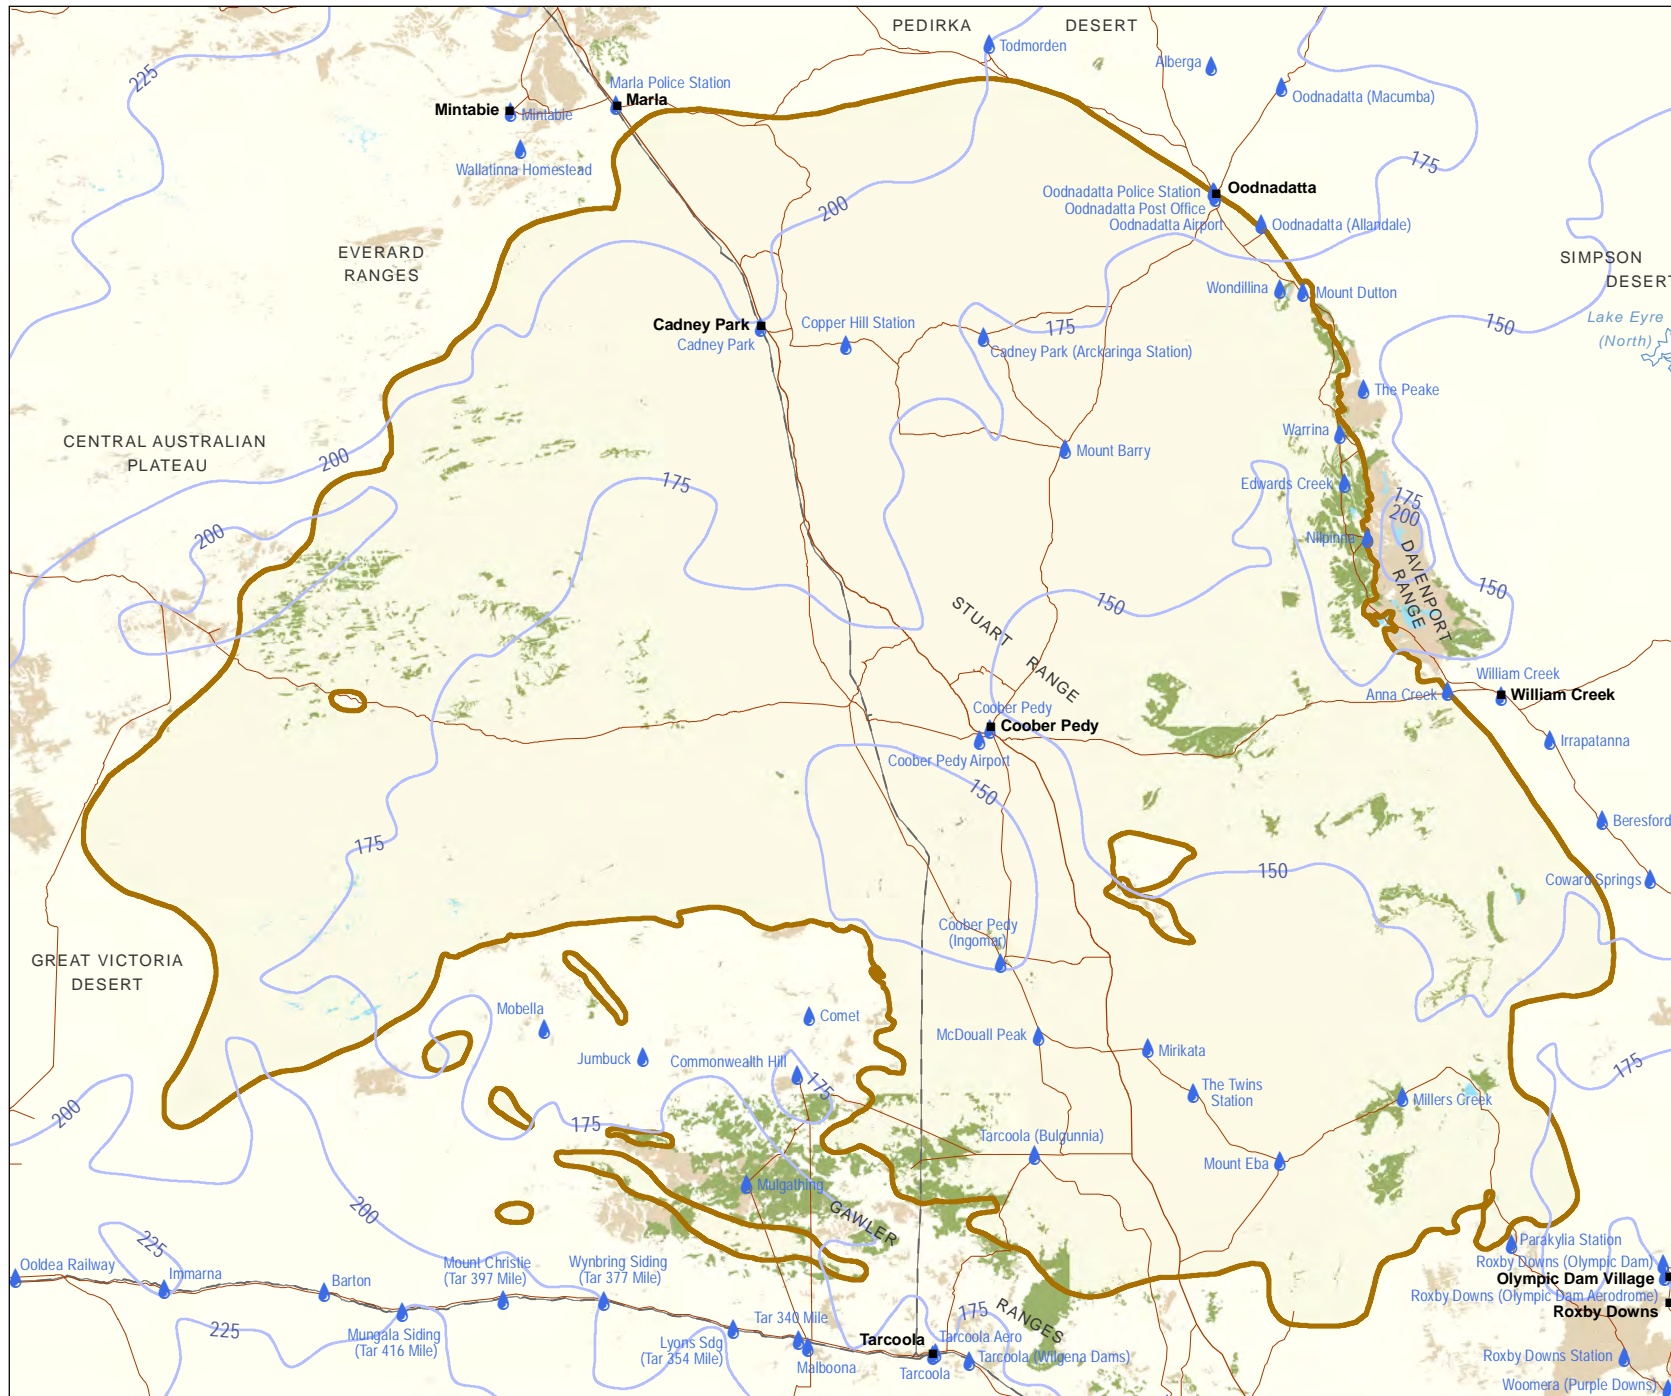 PEDIRKA DESERT
Todmorden
Alberga
225
Oodnadatta (Macumba)
Marla Police Station
Marla
Mintabie
Mintabie
Wallatinna Homestead
175
Oodnadatta Police Station
Oodnadatta
Oodnadatta Post Office
Oodnadatta Airport
Oodnadatta (Allandale)
200
EVERARD
RANGES
SIMPSON
DESERT
Wondillina
Mount Dutton
Lake Eyre
(North)
150
Cadney Park
Cadney Park
Copper Hill Station
175
Cadney Park (Arckaringa Station)
The Peake
CENTRAL AUSTRALIAN
PLATEAU
200
Warrina
Mount Barry
175
Edwards Creek
175
200
200
Nilpinna
DAVENPORT
RANGE
150
150
STUART
RANGE
William Creek
William Creek
Anna Creek
Coober Pedy
Coober Pedy
Coober Pedy Airport
Irrapatanna
150
Beresford
175
150
Coward Springs
Coober Pedy
(Ingomar)
GREAT VICTORIA
DESERT
Mobella
Comet
McDouall Peak
Mirikata
Jumbuck
Commonwealth Hill
175
175
The Twins
Station
Millers Creek
200
175
Tarcoola (Bulgunnia)
Mount Eba
Mulgathing
200
GAWLER
225
Parakylia Station
Ooldea Railway
Immarna
Barton
Mount Christie
(Tar 397 Mile)
Wynbring Siding
(Tar 377 Mile)
Roxby Downs (Olympic Dam)
Olympic Dam Village
Roxby Downs (Olympic Dam Aerodrome)
Roxby Downs
225
Mungala Siding
(Tar 416 Mile)
Tar 340 Mile
Lyons Sdg
(Tar 354 Mile)
Malboona
175
RANGES
Tarcoola
Tarcoola Aero
Tarcoola
Tarcoola (Wilgena Dams)
Roxby Downs Station
Woomera (Purple Downs)